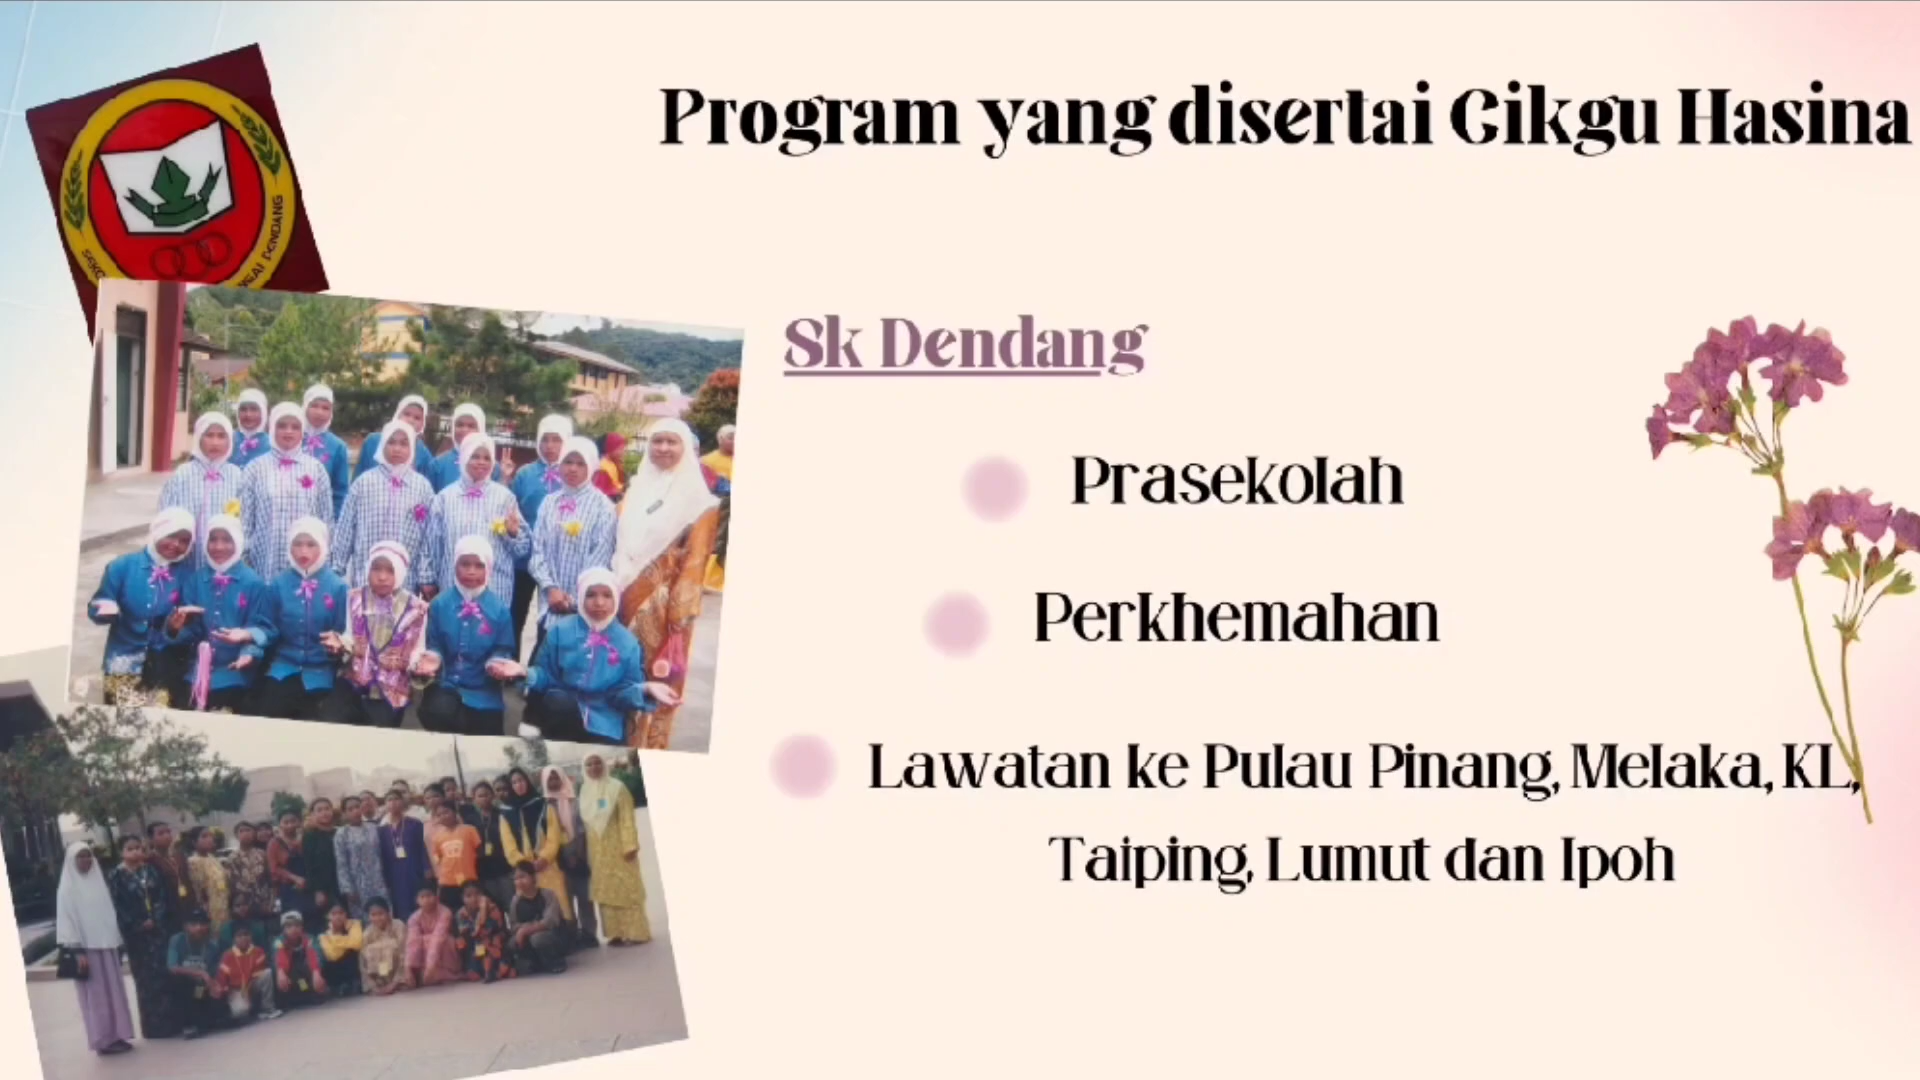 Program yang disertai Cikgu Hasina
Sk Dendang
Prasekolah
Perkhemahan
Lawatan ke Pulau Pinang, Melaka, KL,
Taiping, Lumut dan Ipoh
DENDANG